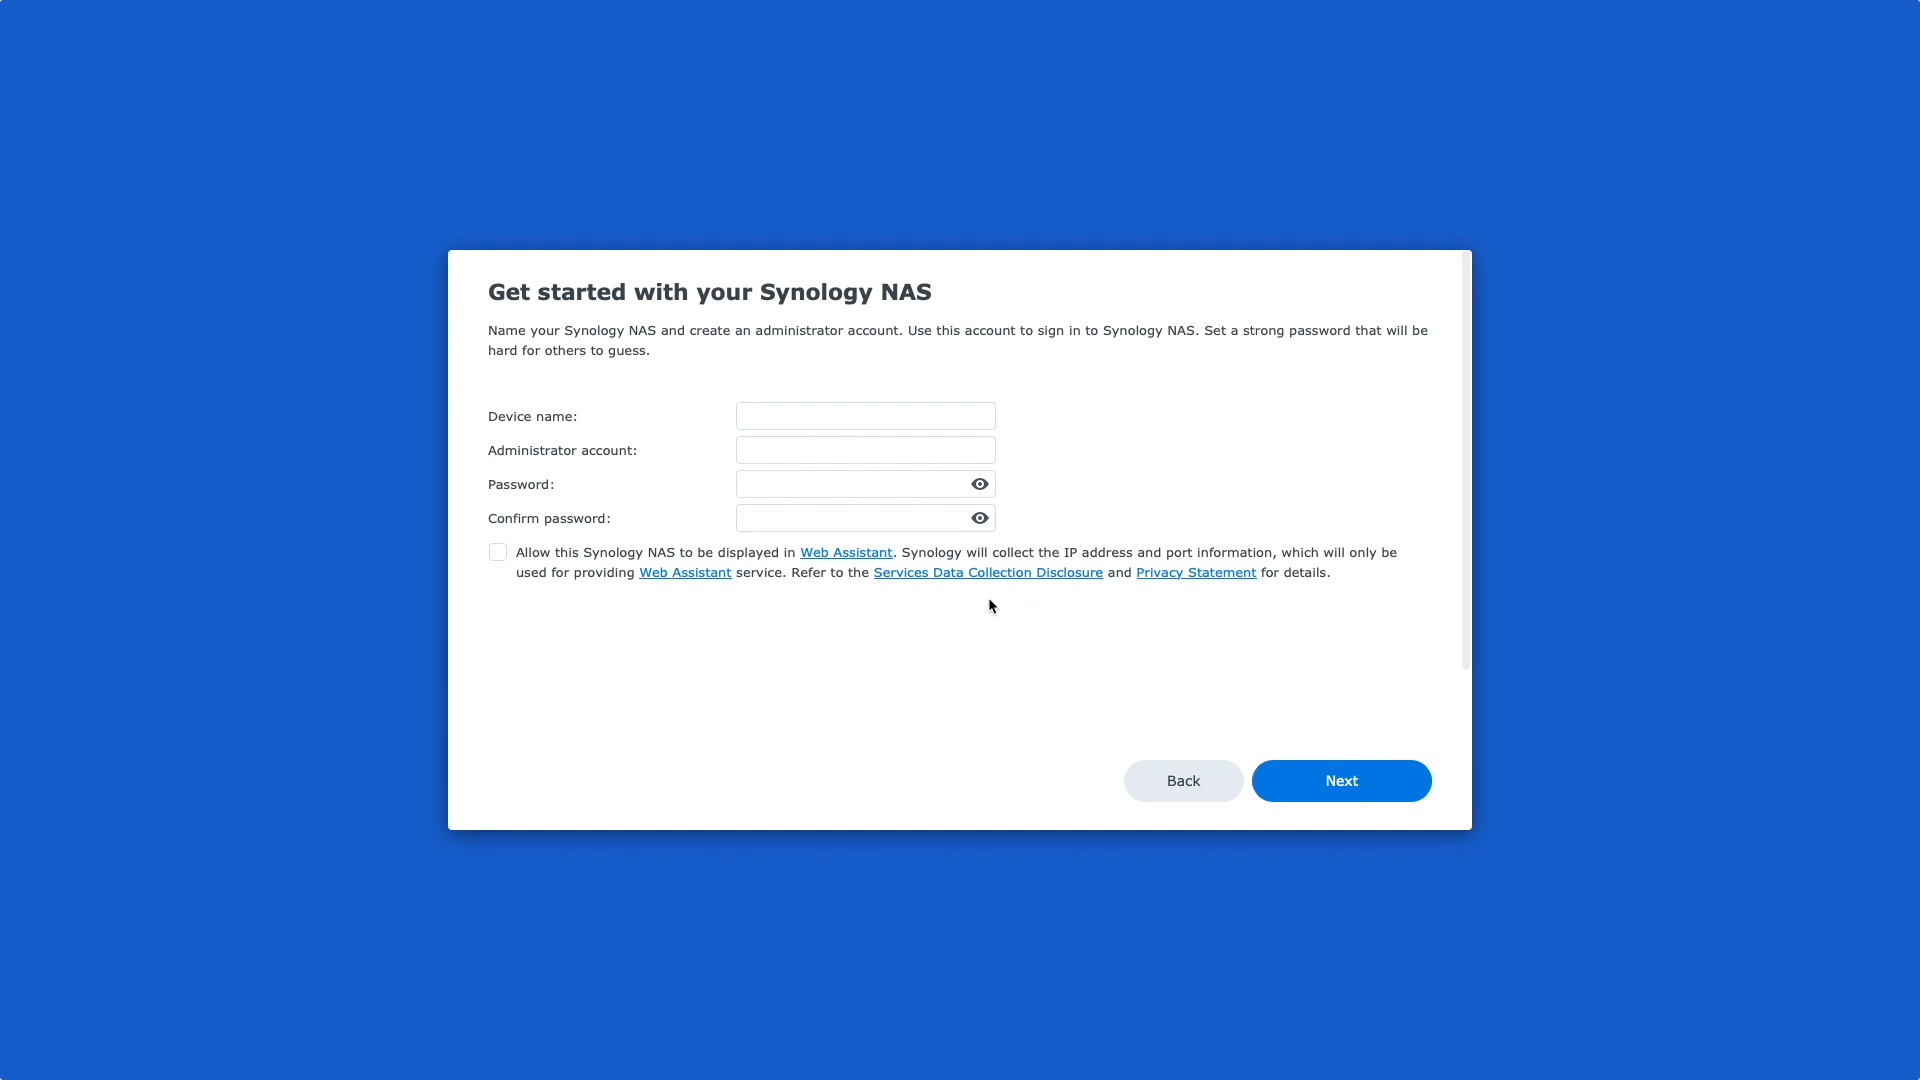 Get started with your Synology NAS
Name your Synology NAS and create an administrator account. Use this account to sign in to Synology NAS. Set a strong password that will be
hard for others to guess.
Device name:
Administrator account:
Password:
Confirm password:
Allow this Synology NAS to be displayed in Web Assistant. Synology will collect the IP address and port information, which will only be
used for providing Web Assistant service. Refer to the Services Data Collection Disclosure and Privacy Statement for details.
Back Next